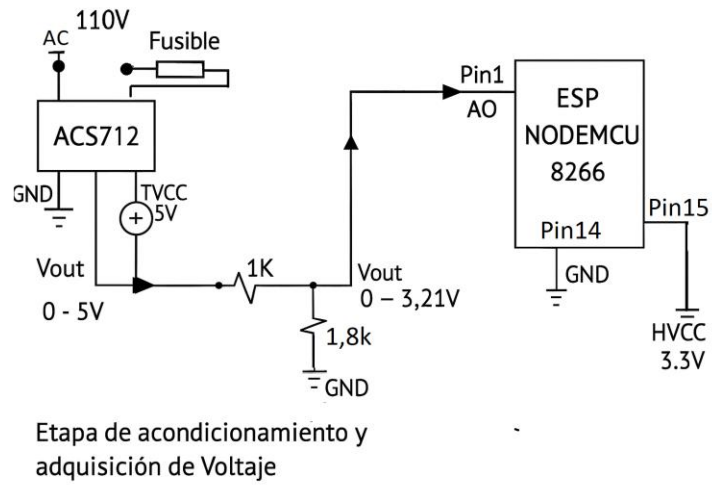 110V
AC
Fusible
ACS712
GND
TVCC
+
5V
Vout
0 - 5V
1K
Vout
0 – 3,21V
1,8k
GND
Pin1
AO
ESP
NODEMCU
8266
Pin15
Pin14
GND
HVCC
3.3V
Etapa de acondicionamiento y
adquisición de Voltaje